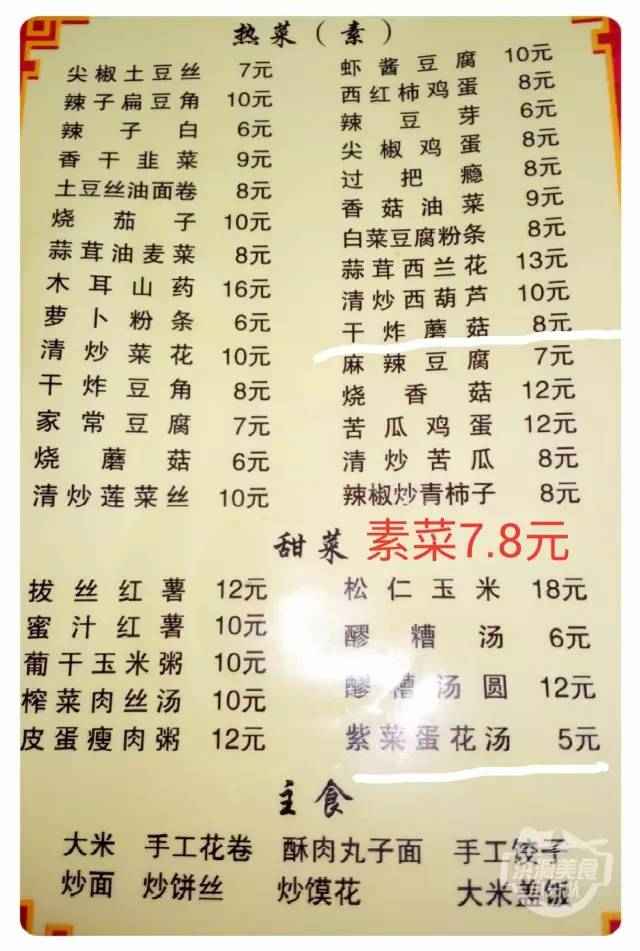 热菜（素）
尖椒土豆丝 7元
辣子扁豆角 10元
辣子白 6元
香干韭菜 9元
土豆丝油面卷 8元
烧茄子 10元
蒜茸油麦菜 8元
木耳山药 16元
萝卜粉条 6元
清炒菜花 10元
干炸豆角 8元
家常豆腐 7元
烧蘑菇 6元
清炒莲菜丝 10元
虾酱豆腐 10元
西红柿鸡蛋 8元
辣豆芽 6元
尖椒鸡蛋 8元
过把瘾 8元
香菇油菜 9元
白菜豆腐粉条 8元
蒜茸西兰花 13元
清炒西葫芦 10元
干炸蘑菇 8元
麻辣豆腐 7元
烧香菇 12元
苦瓜鸡蛋 12元
清炒苦瓜 8元
辣椒炒青柿子 8元
甜菜 素菜7.8元
拔丝红薯 12元
蜜汁红薯 10元
葡干玉米粥 10元
榨菜肉丝汤 10元
皮蛋瘦肉粥 12元
松仁玉米 18元
醪糟汤 6元
醪糟汤圆 12元
紫菜蛋花汤 5元
主食
大米 手工花卷 酥肉丸子面 手工饺子
炒面 炒饼丝 炒馍花 大米盖饭